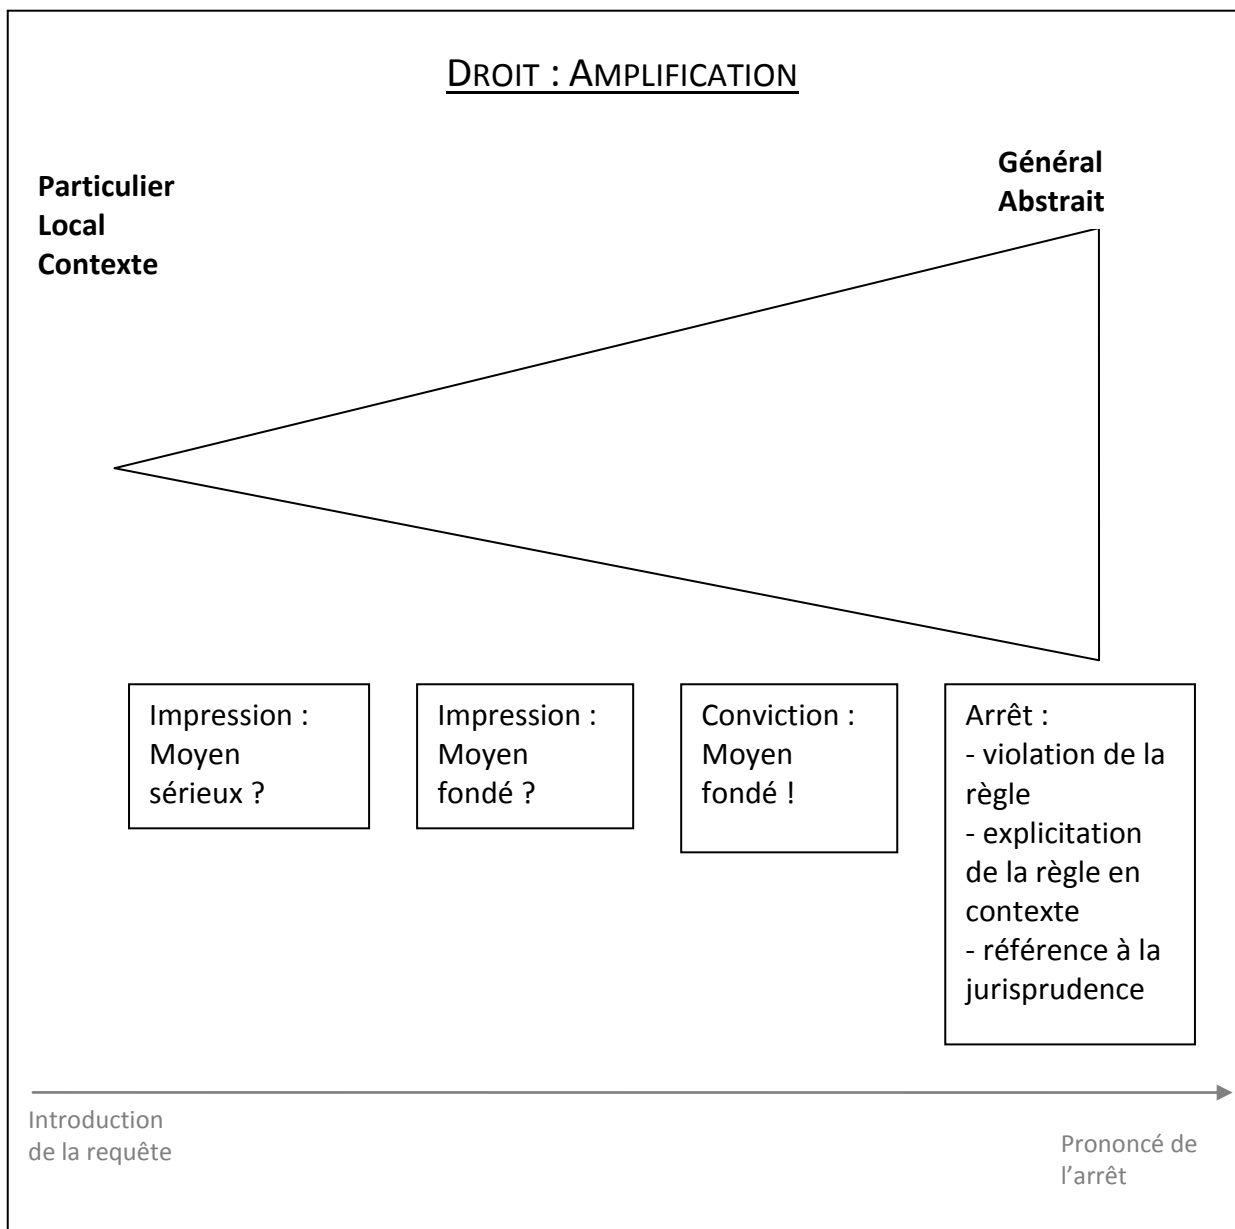 DROIT : AMPLIFICATION
Particulier
Local
Contexte
Général
Abstrait
Impression :
Moyen
sérieux ?
Impression :
Moyen
fondé ?
Conviction :
Moyen
fondé !
Arrêt :
- violation de la
règle
- explicitation
de la règle en
contexte
- référence à la
jurisprudence
Introduction
de la requête
Prononcé de
l’arrêt